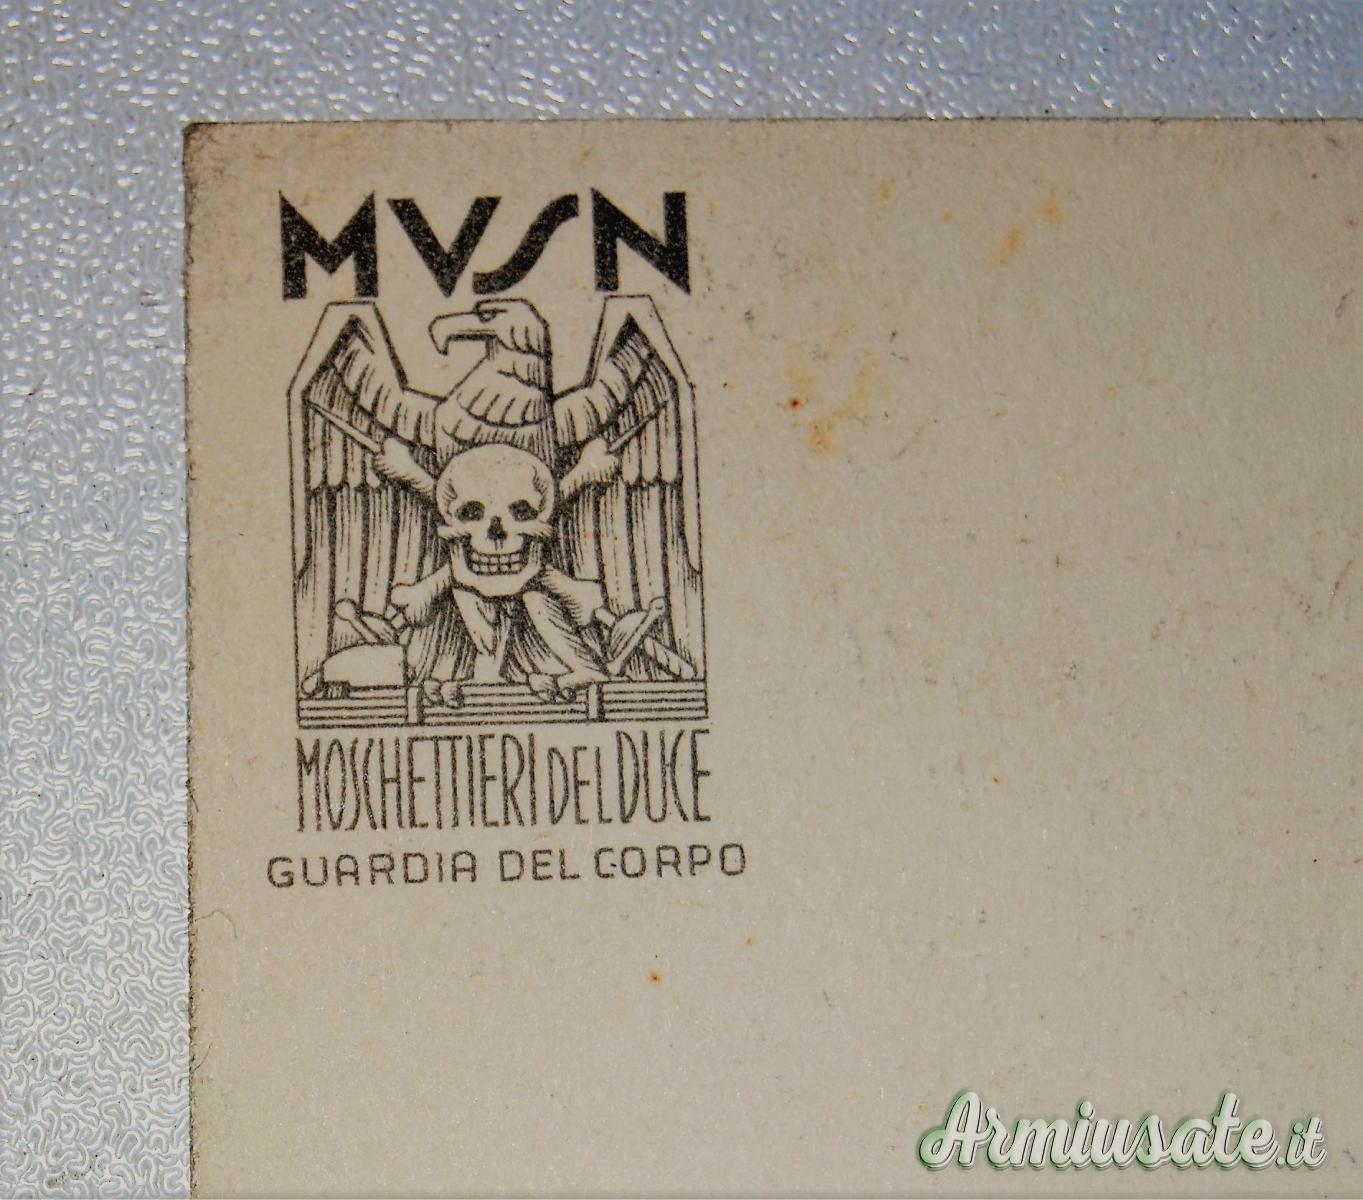 MVSN
MOSCHETTIERI DEL DUCE
GUARDIA DEL CORPO
Armiusate.it